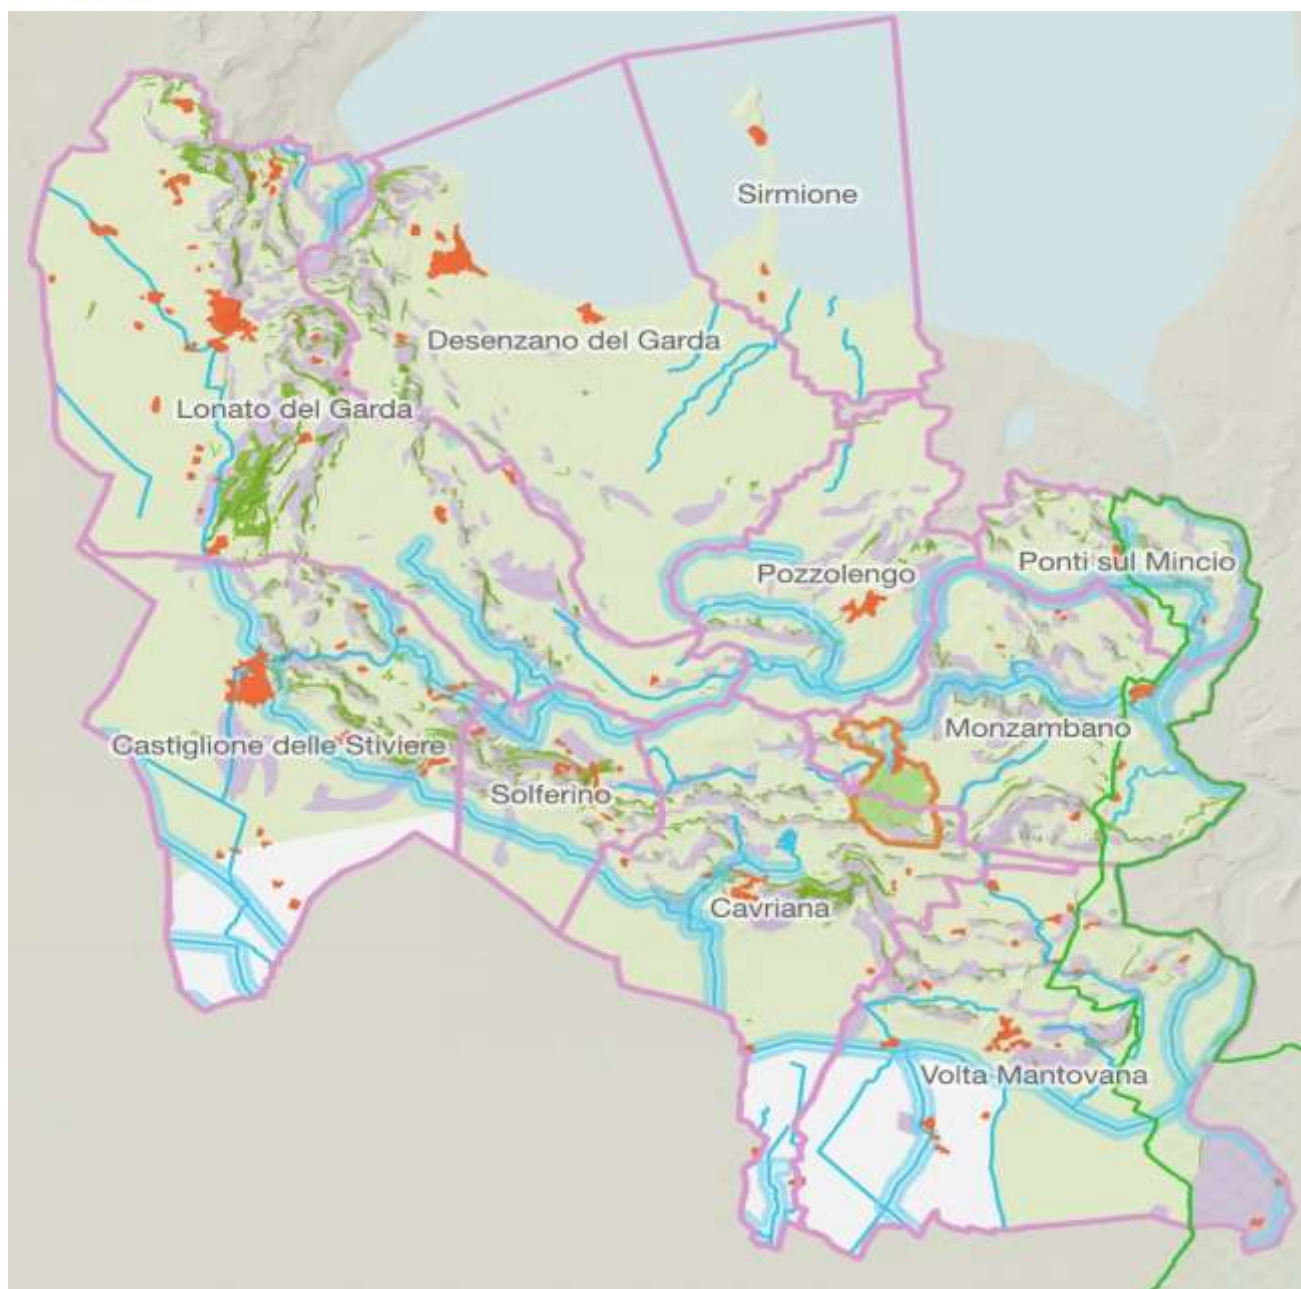 Sirmione
Desenzano del Garda
Lonato del Garda
Pozzolengo
Ponti sul Mincio
Monzambano
Castiglione delle Stiviere
Solferino
Cavriana
Volta Mantovana